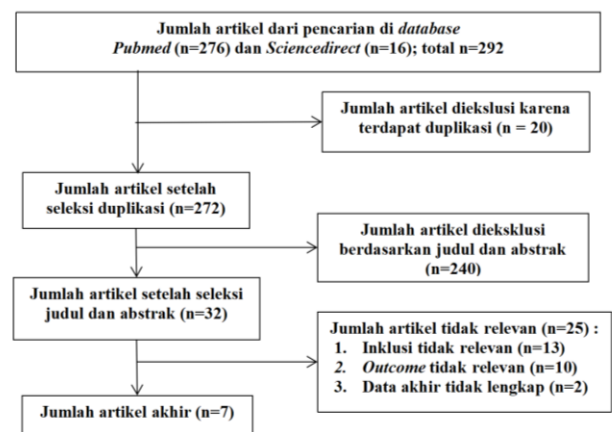 Jumlah artikel dari pencarian di database
Pubmed (n=276) dan Sciencedirect (n=16); total n=292
Jumlah artikel diekslusi karena
terdapat duplikasi (n = 20)
Jumlah artikel setelah
seleksi duplikasi (n=272)
Jumlah artikel dieksklusi
berdasarkan judul dan abstrak
(n=240)
Jumlah artikel setelah seleksi
judul dan abstrak (n=32)
Jumlah artikel tidak relevan (n=25) :
1. Inklusi tidak relevan (n=13)
2. Outcome tidak relevan (n=10)
3. Data akhir tidak lengkap (n=2)
Jumlah artikel akhir (n=7)